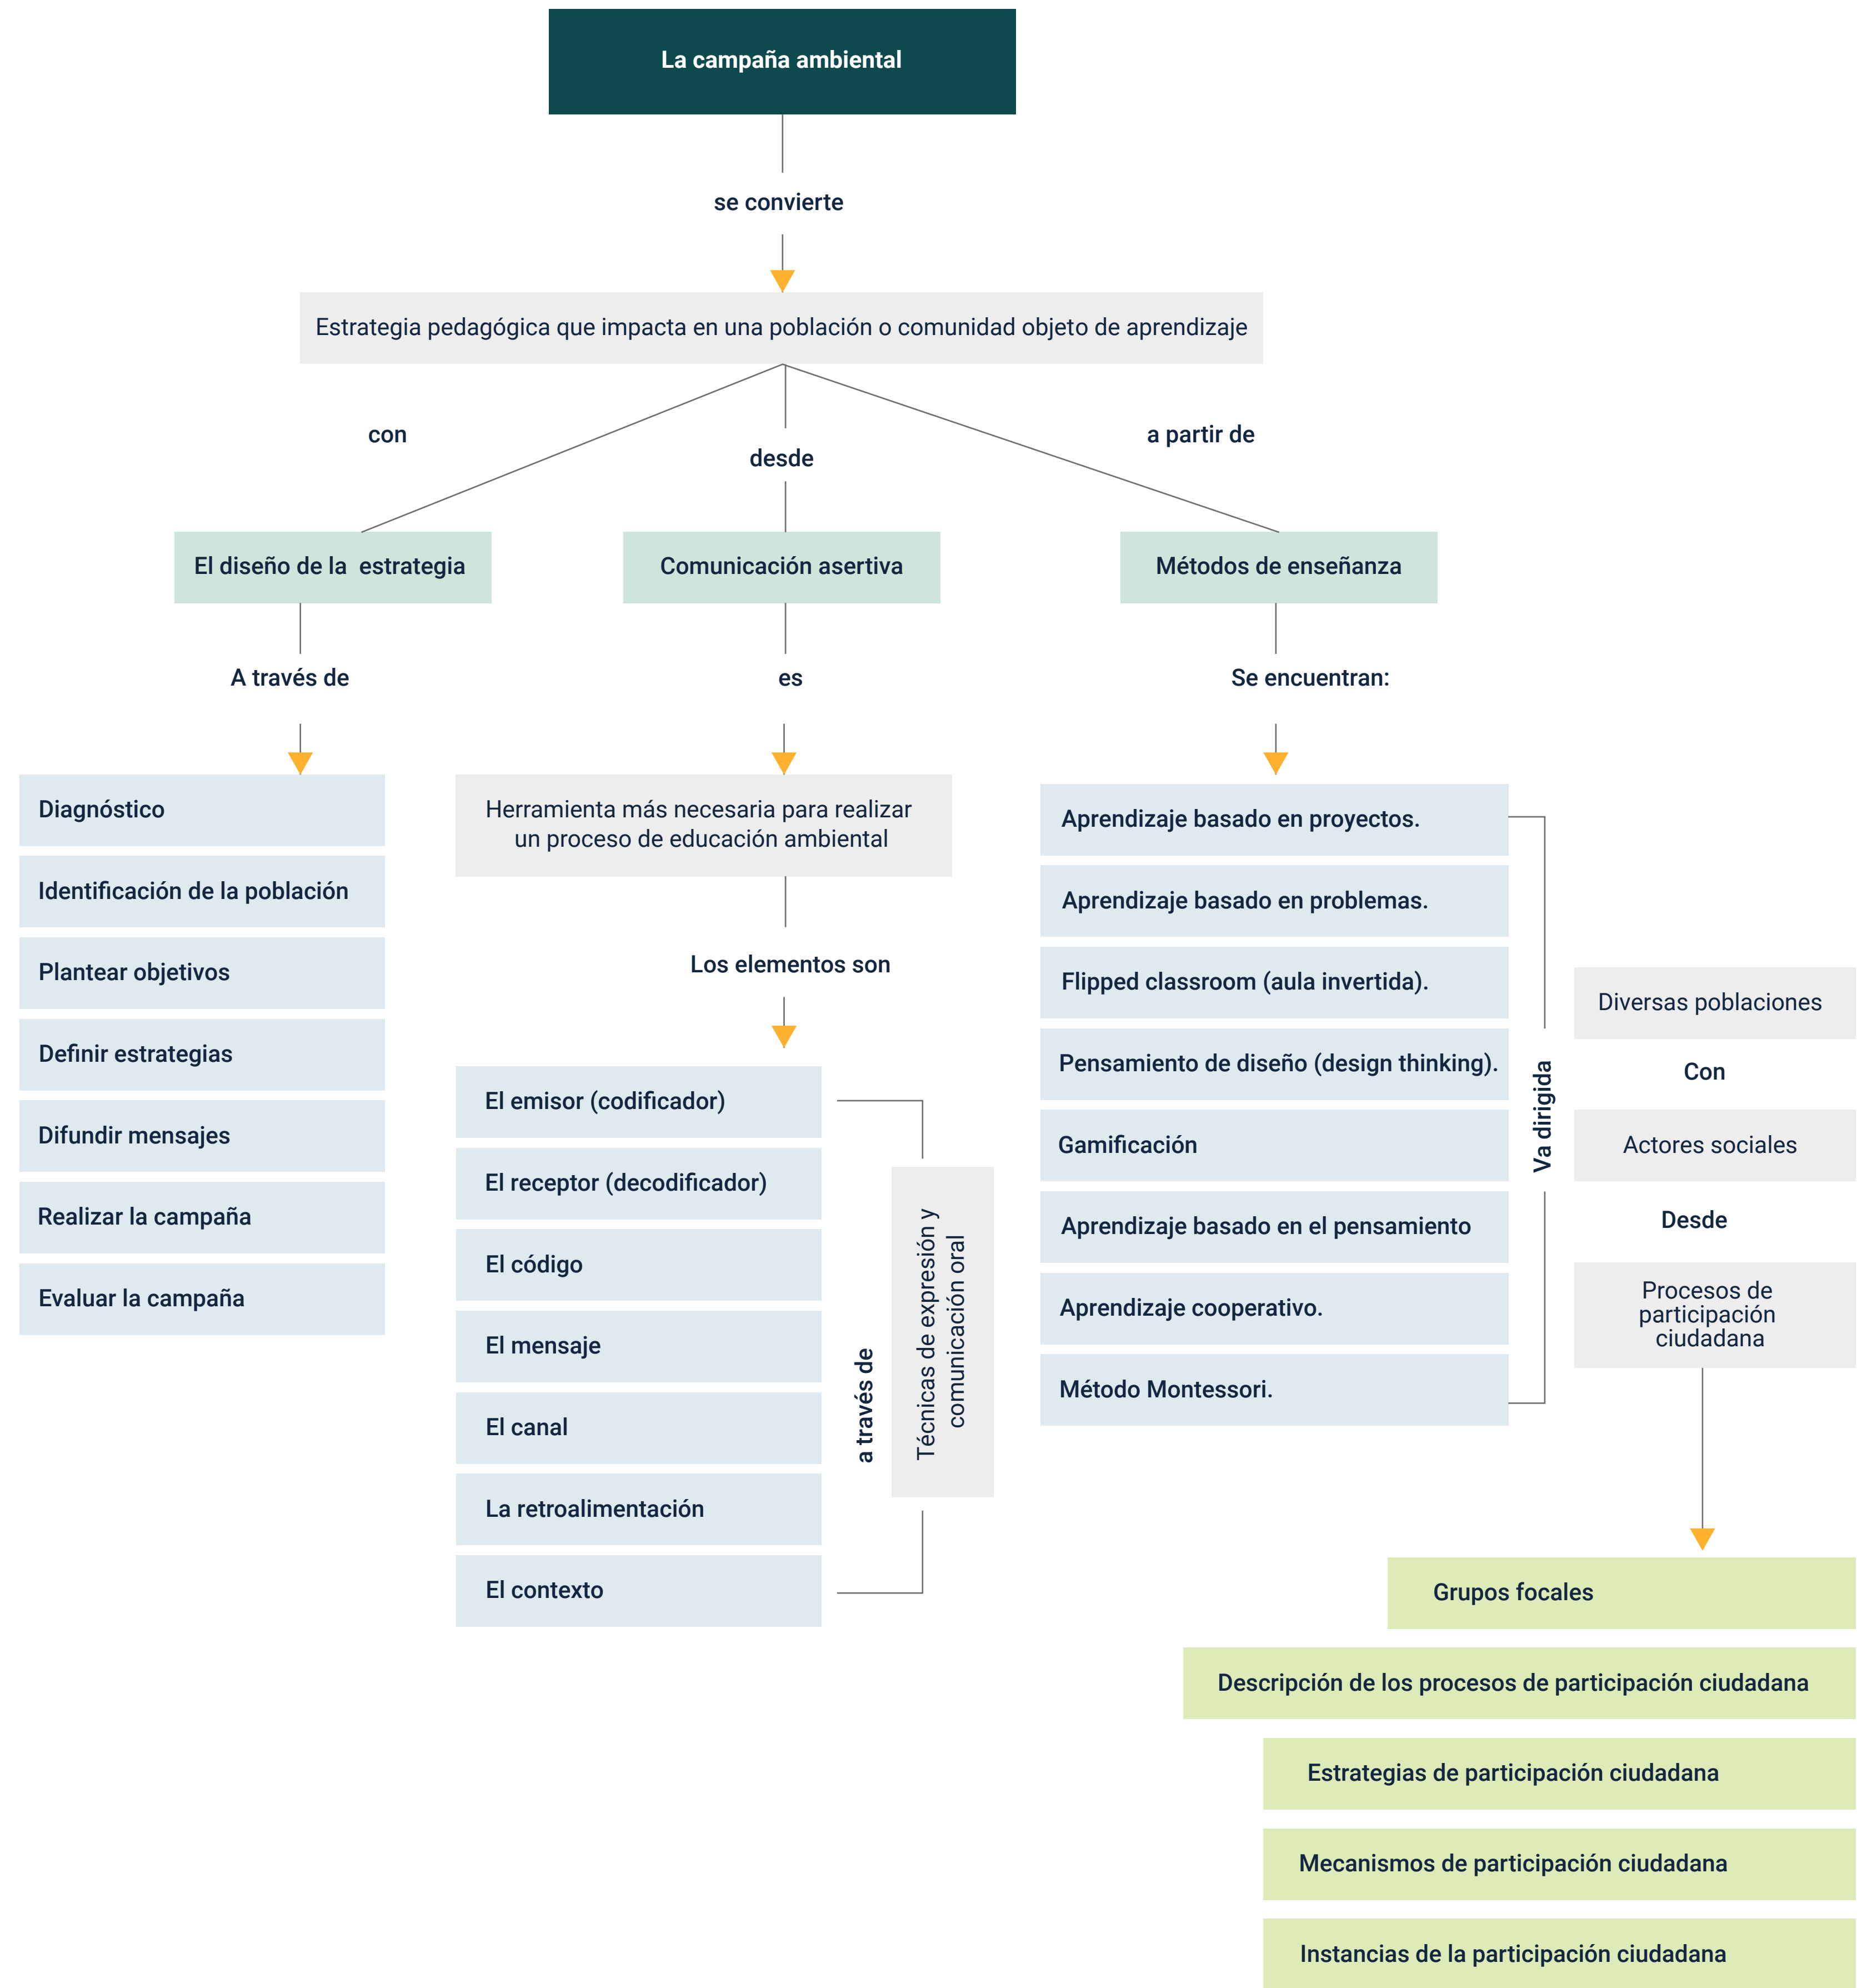 La campaña ambiental
se convierte
Estrategia pedagógica que impacta en una población o comunidad objeto de aprendizaje
con
desde
a partir de
El diseño de la estrategia
Comunicación asertiva
Métodos de enseñanza
A través de
es
Se encuentran:
Diagnóstico
Identificación de la población
Plantear objetivos
Definir estrategias
Difundir mensajes
Realizar la campaña
Evaluar la campaña
Herramienta más necesaria para realizar
un proceso de educación ambiental
Los elementos son
El emisor (codificador)
El receptor (decodificador)
El código
El mensaje
El canal
La retroalimentación
El contexto
a través de
Técnicas de expresión y
comunicación oral
Aprendizaje basado en proyectos.
Aprendizaje basado en problemas.
Flipped classroom (aula invertida).
Pensamiento de diseño (design thinking).
Gamificación
Aprendizaje basado en el pensamiento
Aprendizaje cooperativo.
Método Montessori.
Va dirigida
Diversas poblaciones
Con
Actores sociales
Desde
Procesos de
participación
ciudadana
Grupos focales
Descripción de los procesos de participación ciudadana
Estrategias de participación ciudadana
Mecanismos de participación ciudadana
Instancias de la participación ciudadana